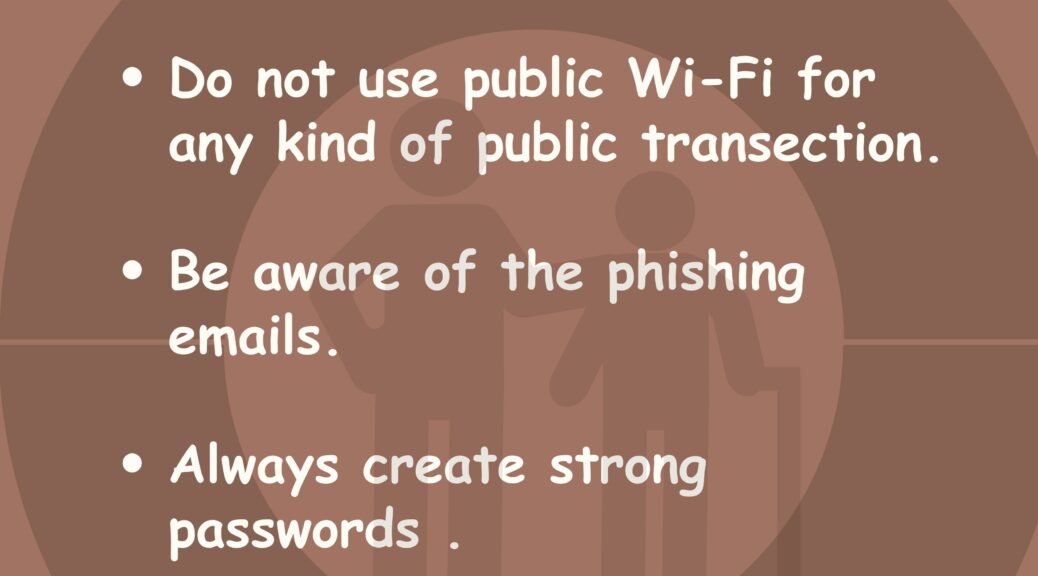 • Do not use public Wi-Fi for
any kind of public transection.
• Be aware of the phishing
emails.
• Always create strong
passwords .